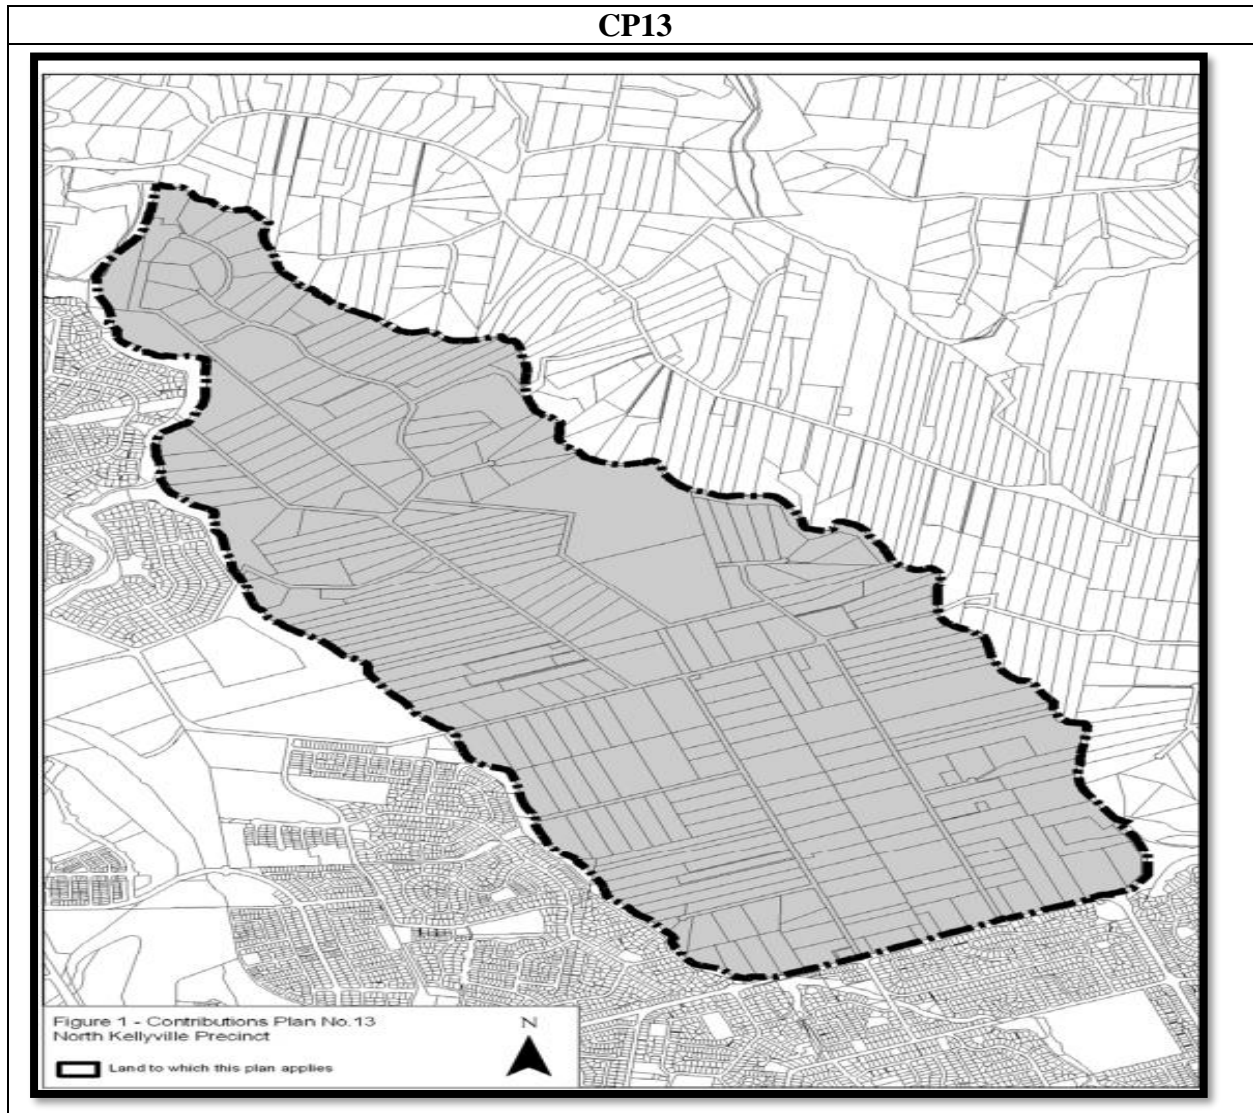 CP13
Figure 1 - Contributions Plan No.13
North Kellyville Precinct
N
Land to which this plan applies